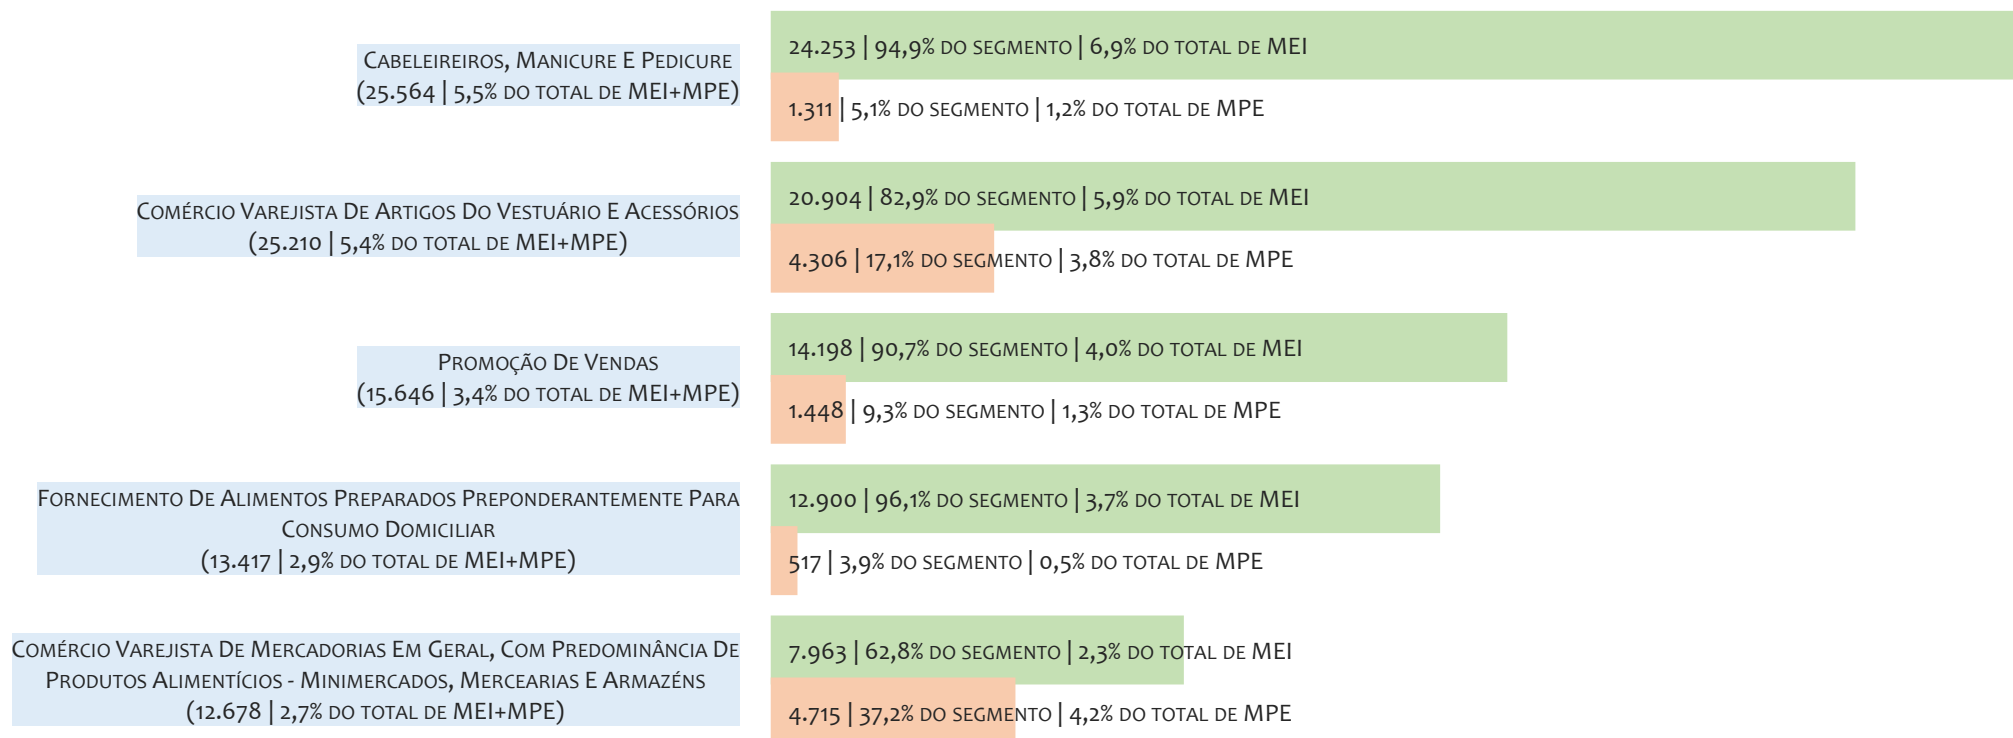 Cabeleireiros, Manicure E Pedicure
(25.564 | 5,5% do total de MEI+MPE)
24.253 | 94,9% do segmento | 6,9% do total de MEI
1.311 | 5,1% do segmento | 1,2% do total de MPE
Comércio Varejista De Artigos Do Vestuário E Acessórios
(25.210 | 5,4% do total de MEI+MPE)
20.904 | 82,9% do segmento | 5,9% do total de MEI
4.306 | 17,1% do segmento | 3,8% do total de MPE
Promoção De Vendas
(15.646 | 3,4% do total de MEI+MPE)
14.198 | 90,7% do segmento | 4,0% do total de MEI
1.448 | 9,3% do segmento | 1,3% do total de MPE
Fornecimento De Alimentos Preparados Preponderantemente Para
Consumo Domiciliar
(13.417 | 2,9% do total de MEI+MPE)
12.900 | 96,1% do segmento | 3,7% do total de MEI
517 | 3,9% do segmento | 0,5% do total de MPE
Comércio Varejista De Mercadorias Em Geral, Com Predominância De
Produtos Alimentícios - Minimercados, Mercearias E Armazéns
(12.678 | 2,7% do total de MEI+MPE)
7.963 | 62,8% do segmento | 2,3% do total de MEI
4.715 | 37,2% do segmento | 4,2% do total de MPE